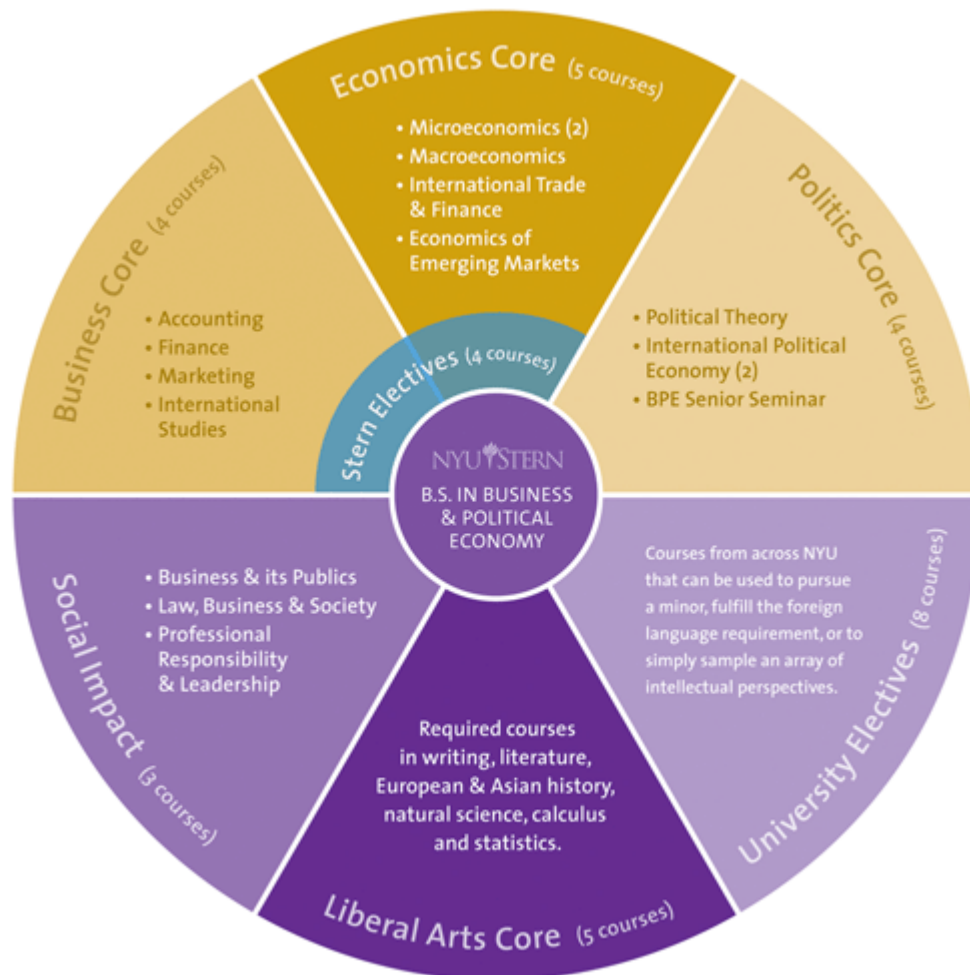 Economics Core (5 courses)
• Microeconomics (2)
• Macroeconomics
• International Trade
& Finance
• Economics of
Emerging Markets
Politics Core (4 courses)
• Political Theory
• International Political
Economy (2)
• BPE Senior Seminar
University Electives (8 courses)
Courses from across NYU
that can be used to pursue
a minor, fulfill the foreign
language requirement, or to
simply sample an array of
intellectual perspectives.
Liberal Arts Core (5 courses)
Required courses
in writing, literature,
European & Asian history,
natural science, calculus
and statistics.
Social Impact (3 courses)
• Business & its Publics
• Law, Business & Society
• Professional
Responsibility
& Leadership
Business Core (4 courses)
• Accounting
• Finance
• Marketing
• International
Studies
Stern Electives (4 courses)
NYU STERN
B.S. IN BUSINESS
& POLITICAL
ECONOMY